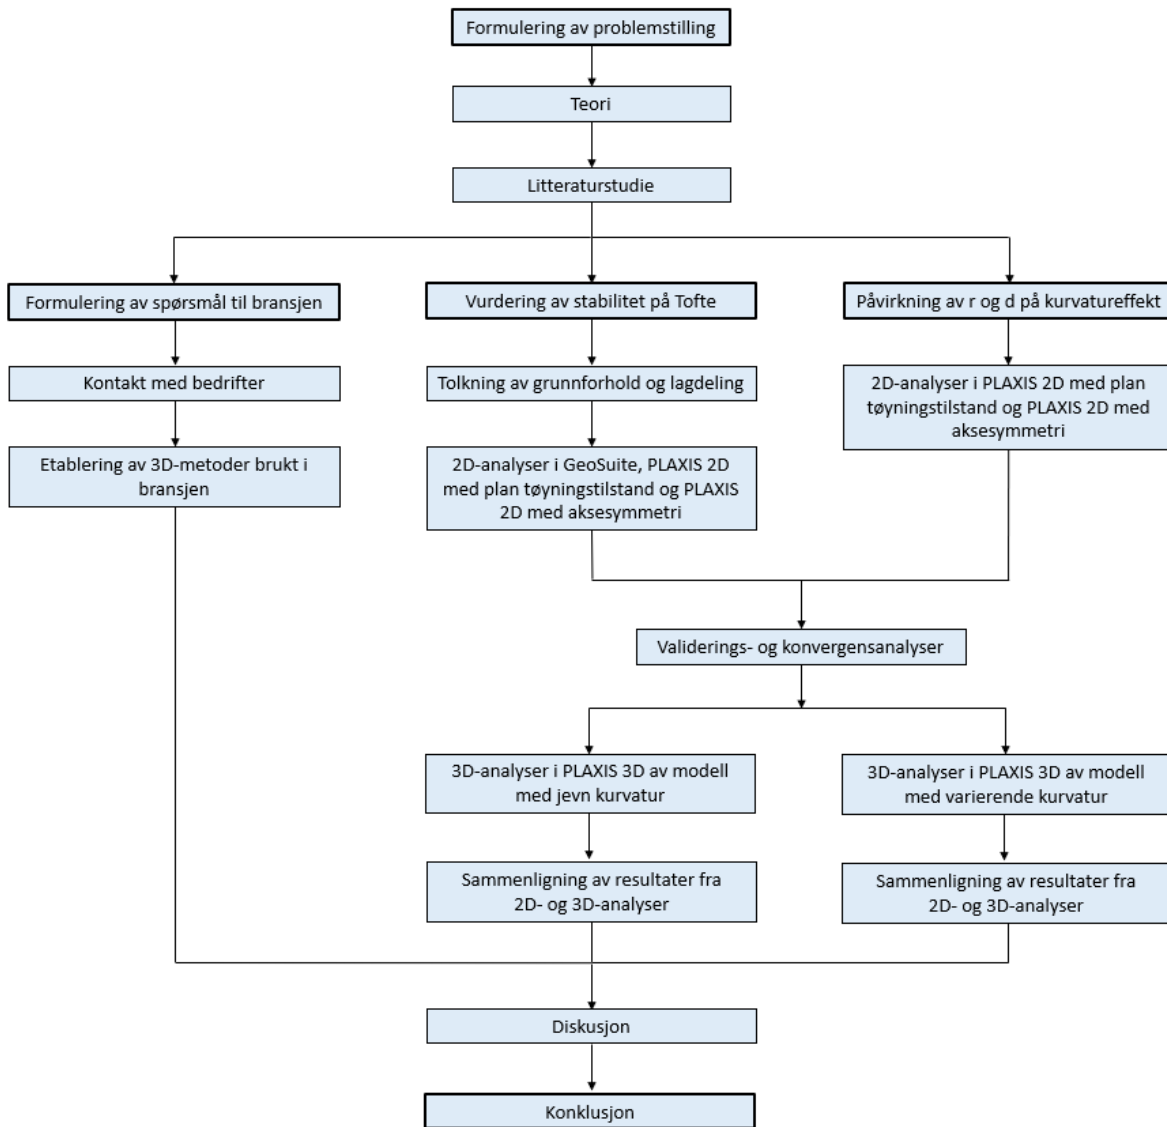 Formulering av problemstilling
Teori
Litteraturstudie
Formulering av spørsmål til bransjen
Vurdering av stabilitet på Tofte
Påvirkning av r og d på kurvatureffekt
Kontakt med bedrifter
Tolkning av grunnforhold og lagdeling
2D-analyser i PLAXIS 2D med plan
tøyningstilstand og PLAXIS 2D med
aksesymmetri
Etablering av 3D-metoder brukt i
bransjen
2D-analyser i GeoSuite, PLAXIS 2D
med plan tøyningstilstand og PLAXIS
2D med aksesymmetri
Validerings- og konvergensanalyser
3D-analyser i PLAXIS 3D av modell
med jevn kurvatur
3D-analyser i PLAXIS 3D av modell
med varierende kurvatur
Sammenligning av resultater fra
2D- og 3D-analyser
Sammenligning av resultater fra
2D- og 3D-analyser
Diskusjon
Konklusjon